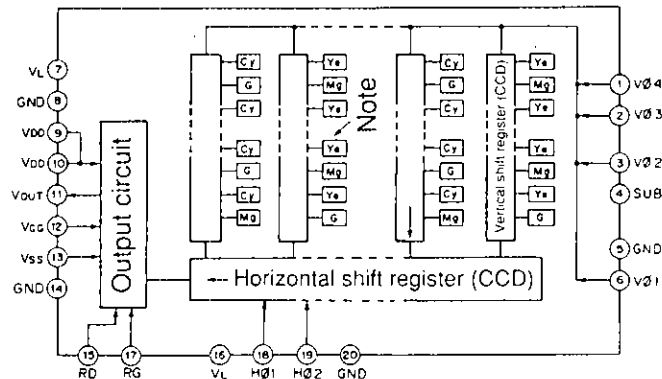 VL 7
GND 8
VDD 9
VDD 10
VOUT 11
VGG 12
VSS 13
GND 14
Output circuit
Cy
G
Cy
Cy
G
Cy
Mg
Ye
Mg
Ye
Ye
Mg
Ye
G
Note
Cy
G
Cy
Cy
G
Cy
Mg
Vertical shift register (CCD)
Ye
Mg
Ye
Ye
Mg
Ye
G
1 VØ4
2 VØ3
3 VØ2
4 SUB
5 GND
6 VØ1
Horizontal shift register (CCD)
15 RD
17 RG
16 VL
18 HØ1
19 HØ2
20 GND